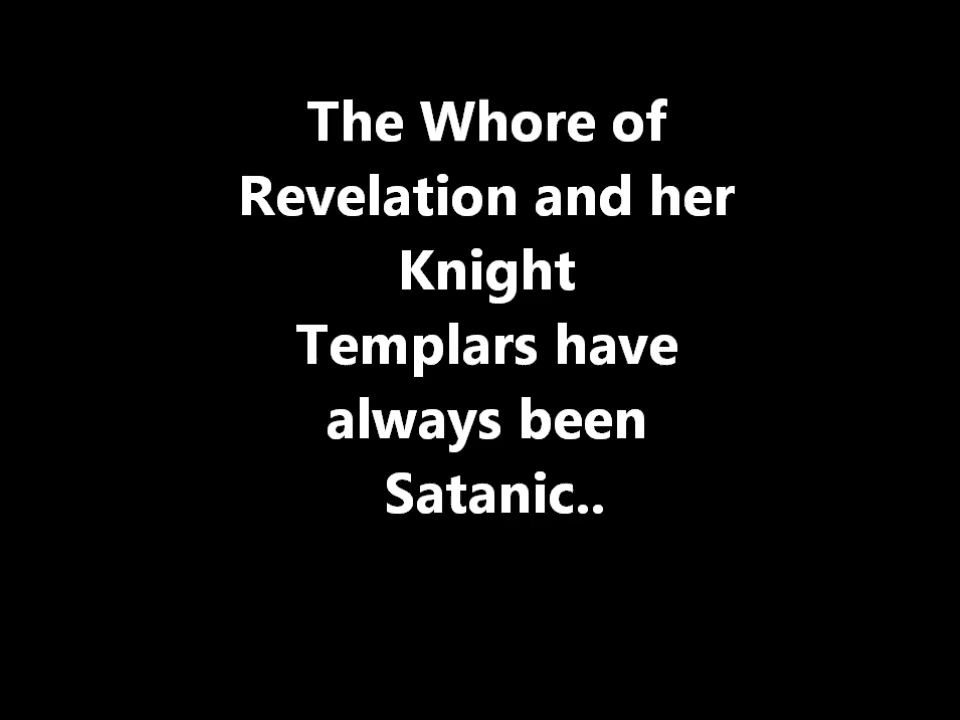 The Whore of
Revelation and her
Knight
Templars have
always been
Satanic..